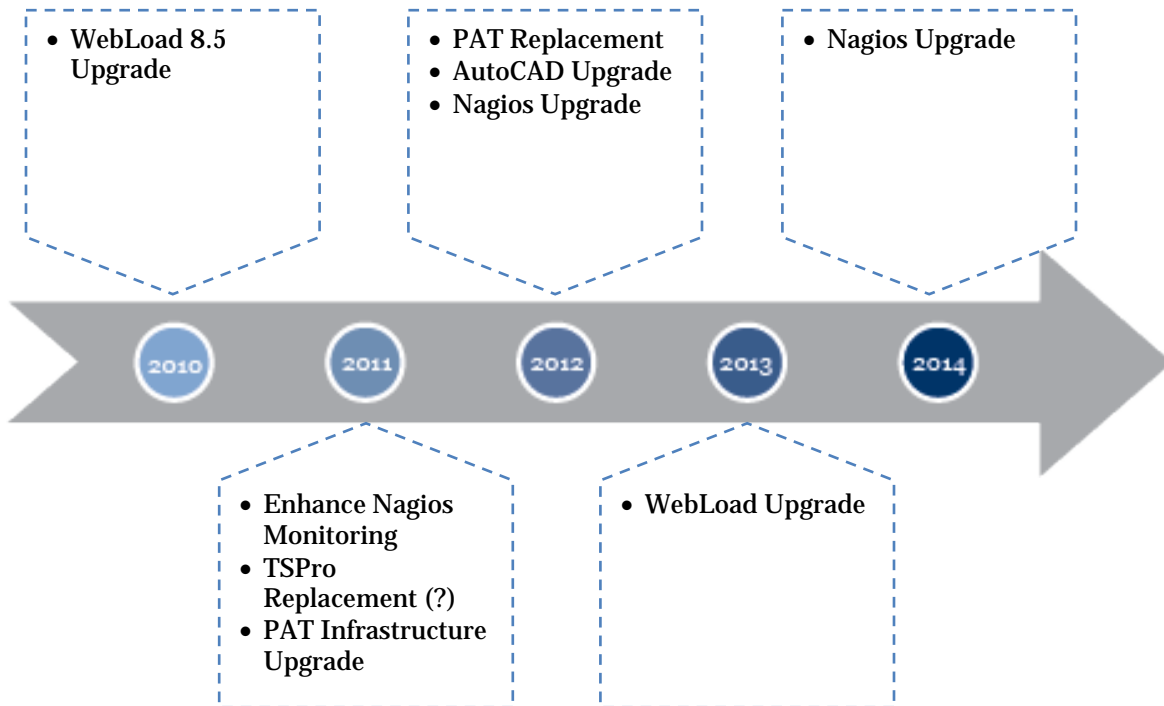 • WebLoad 8.5
Upgrade
• PAT Replacement
• AutoCAD Upgrade
• Nagios Upgrade
• Nagios Upgrade
2010
2011
2012
2013
2014
• Enhance Nagios
Monitoring
• TSPro
Replacement (?)
• PAT Infrastructure
Upgrade
• WebLoad Upgrade